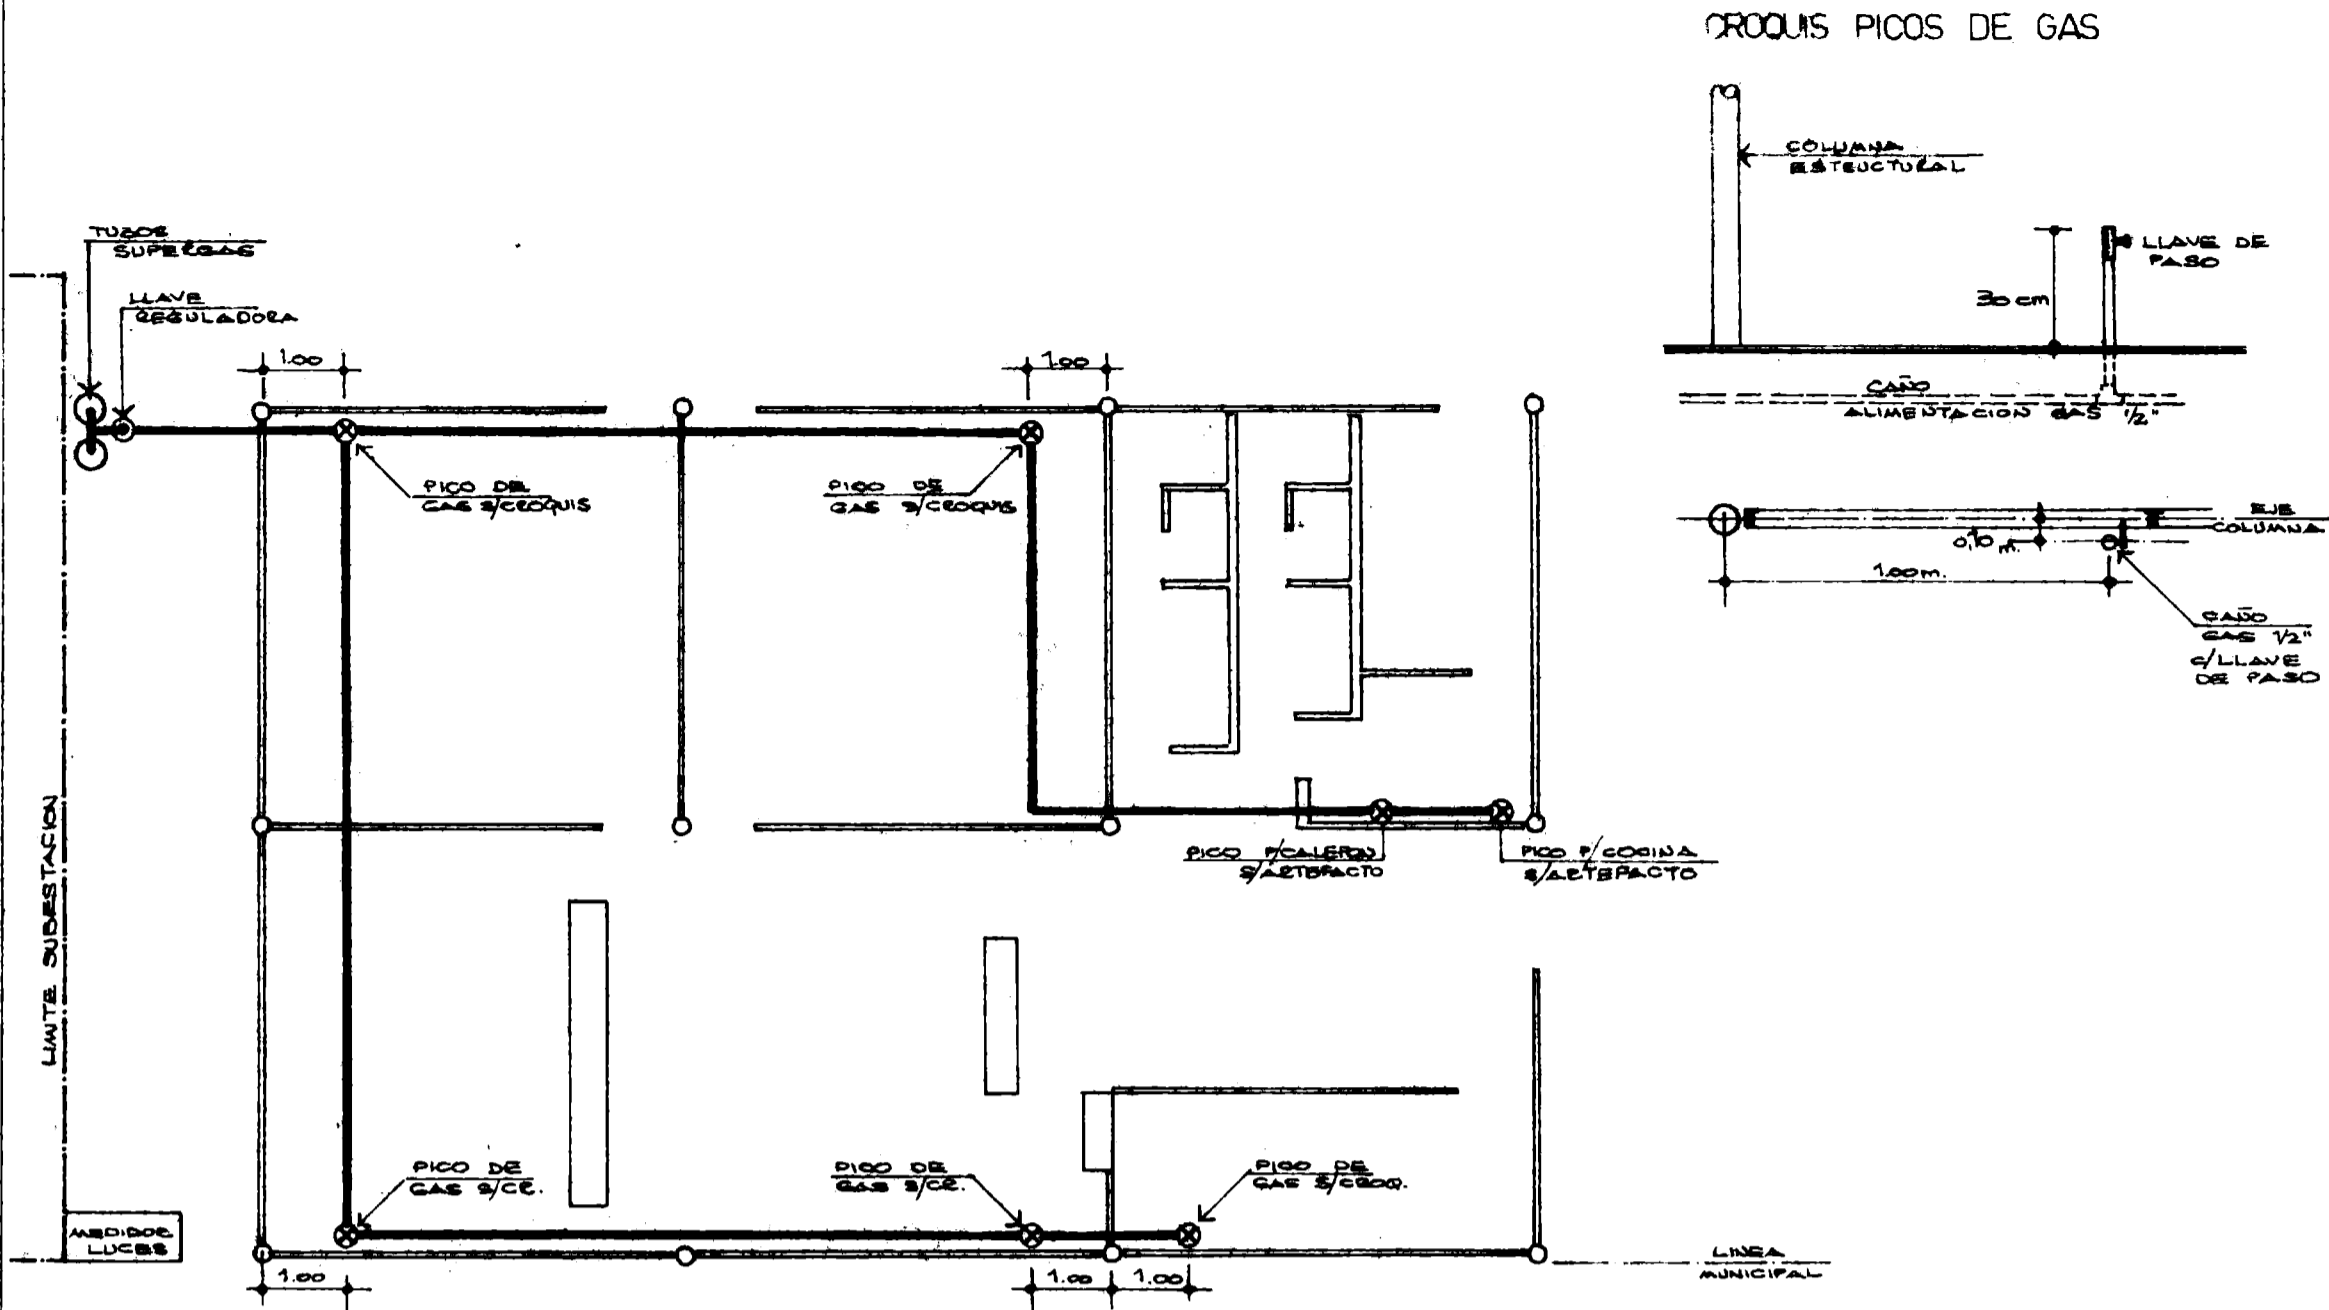 CROQUIS PICOS DE GAS
COLUMNA
ESTRUCTURAL
TUBOS
SUPERGAS
LLAVE
REGULADORA
LLAVE DE
PASO
30 cm
1.00
1.00
CAÑO
ALIMENTACION GAS 1/2"
PICO DE
GAS S/CROQUIS
PICO DE
GAS S/CROQUIS
EJE
COLUMNA
0,10 m.
1.00 m.
CAÑO
GAS 1/2"
C/LLAVE
DE PASO
LIMITE SUBESTACION
PICO P/CALEFON
S/ARTEFACTO
PICO P/COCINA
S/ARTEFACTO
PICO DE
GAS S/CR.
PICO DE
GAS S/CR.
PICO DE
GAS S/CROQ.
MEDIDOR
LUCES
LINEA
MUNICIPAL
1.00
1.00
1.00